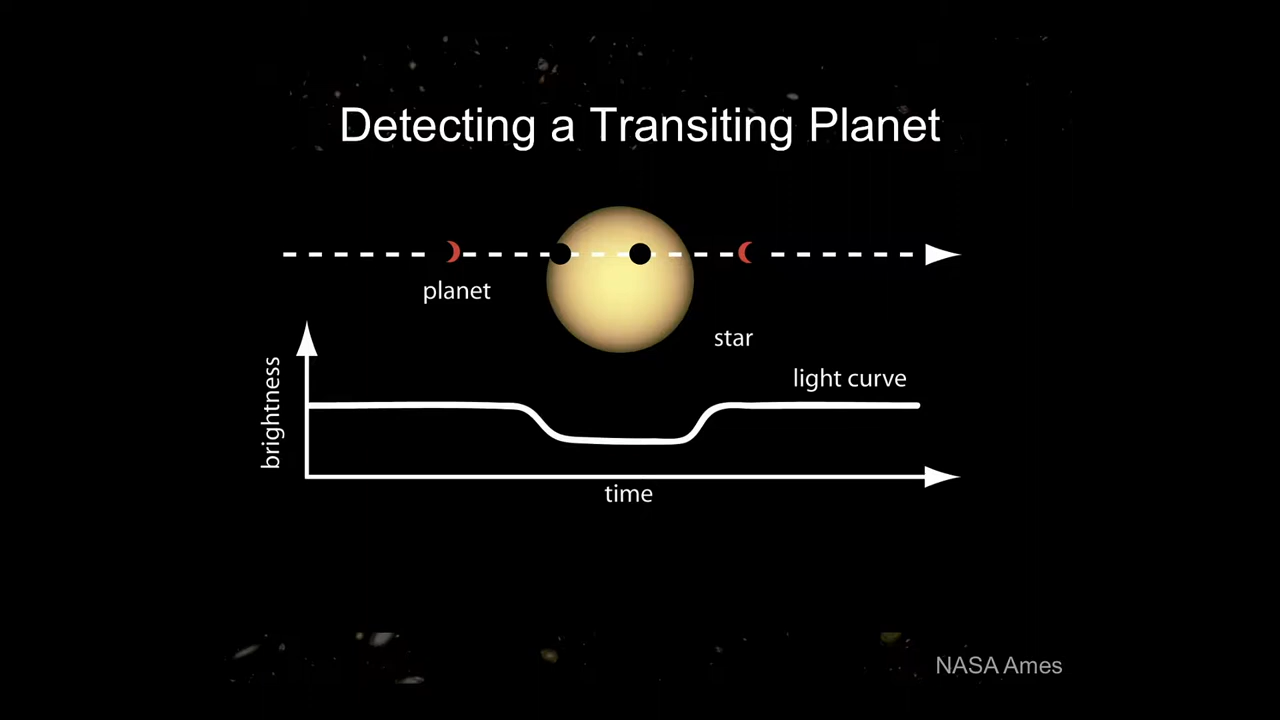 Detecting a Transiting Planet
planet
star
light curve
brightness
time
NASA Ames